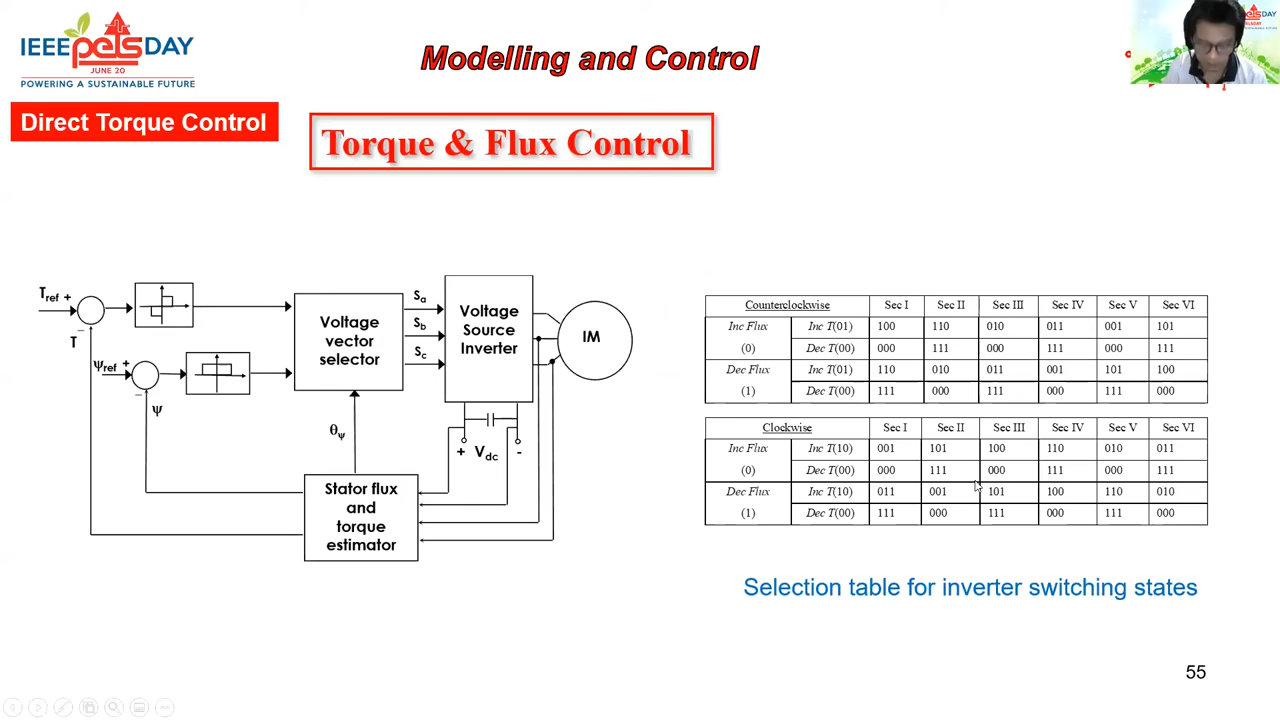 IEEE pels DAY
JUNE 20
POWERING A SUSTAINABLE FUTURE
Modelling and Control
DAY
Direct Torque Control
Torque & Flux Control
Tref +
−
T
ψref +
−
ψ
Voltage
vector
selector
θψ
Sa
Sb
Sc
Voltage
Source
Inverter
IM
+ Vdc -
Stator flux
and
torque
estimator
Counterclockwise Sec I Sec II Sec III Sec IV Sec V Sec VI
Inc Flux Inc T(01) 100 110 010 011 001 101
(0) Dec T(00) 000 111 000 111 000 111
Dec Flux Inc T(01) 110 010 011 001 101 100
(1) Dec T(00) 111 000 111 000 111 000
Clockwise Sec I Sec II Sec III Sec IV Sec V Sec VI
Inc Flux Inc T(10) 001 101 100 110 010 011
(0) Dec T(00) 000 111 000 111 000 111
Dec Flux Inc T(10) 011 001 101 100 110 010
(1) Dec T(00) 111 000 111 000 111 000
Selection table for inverter switching states
55